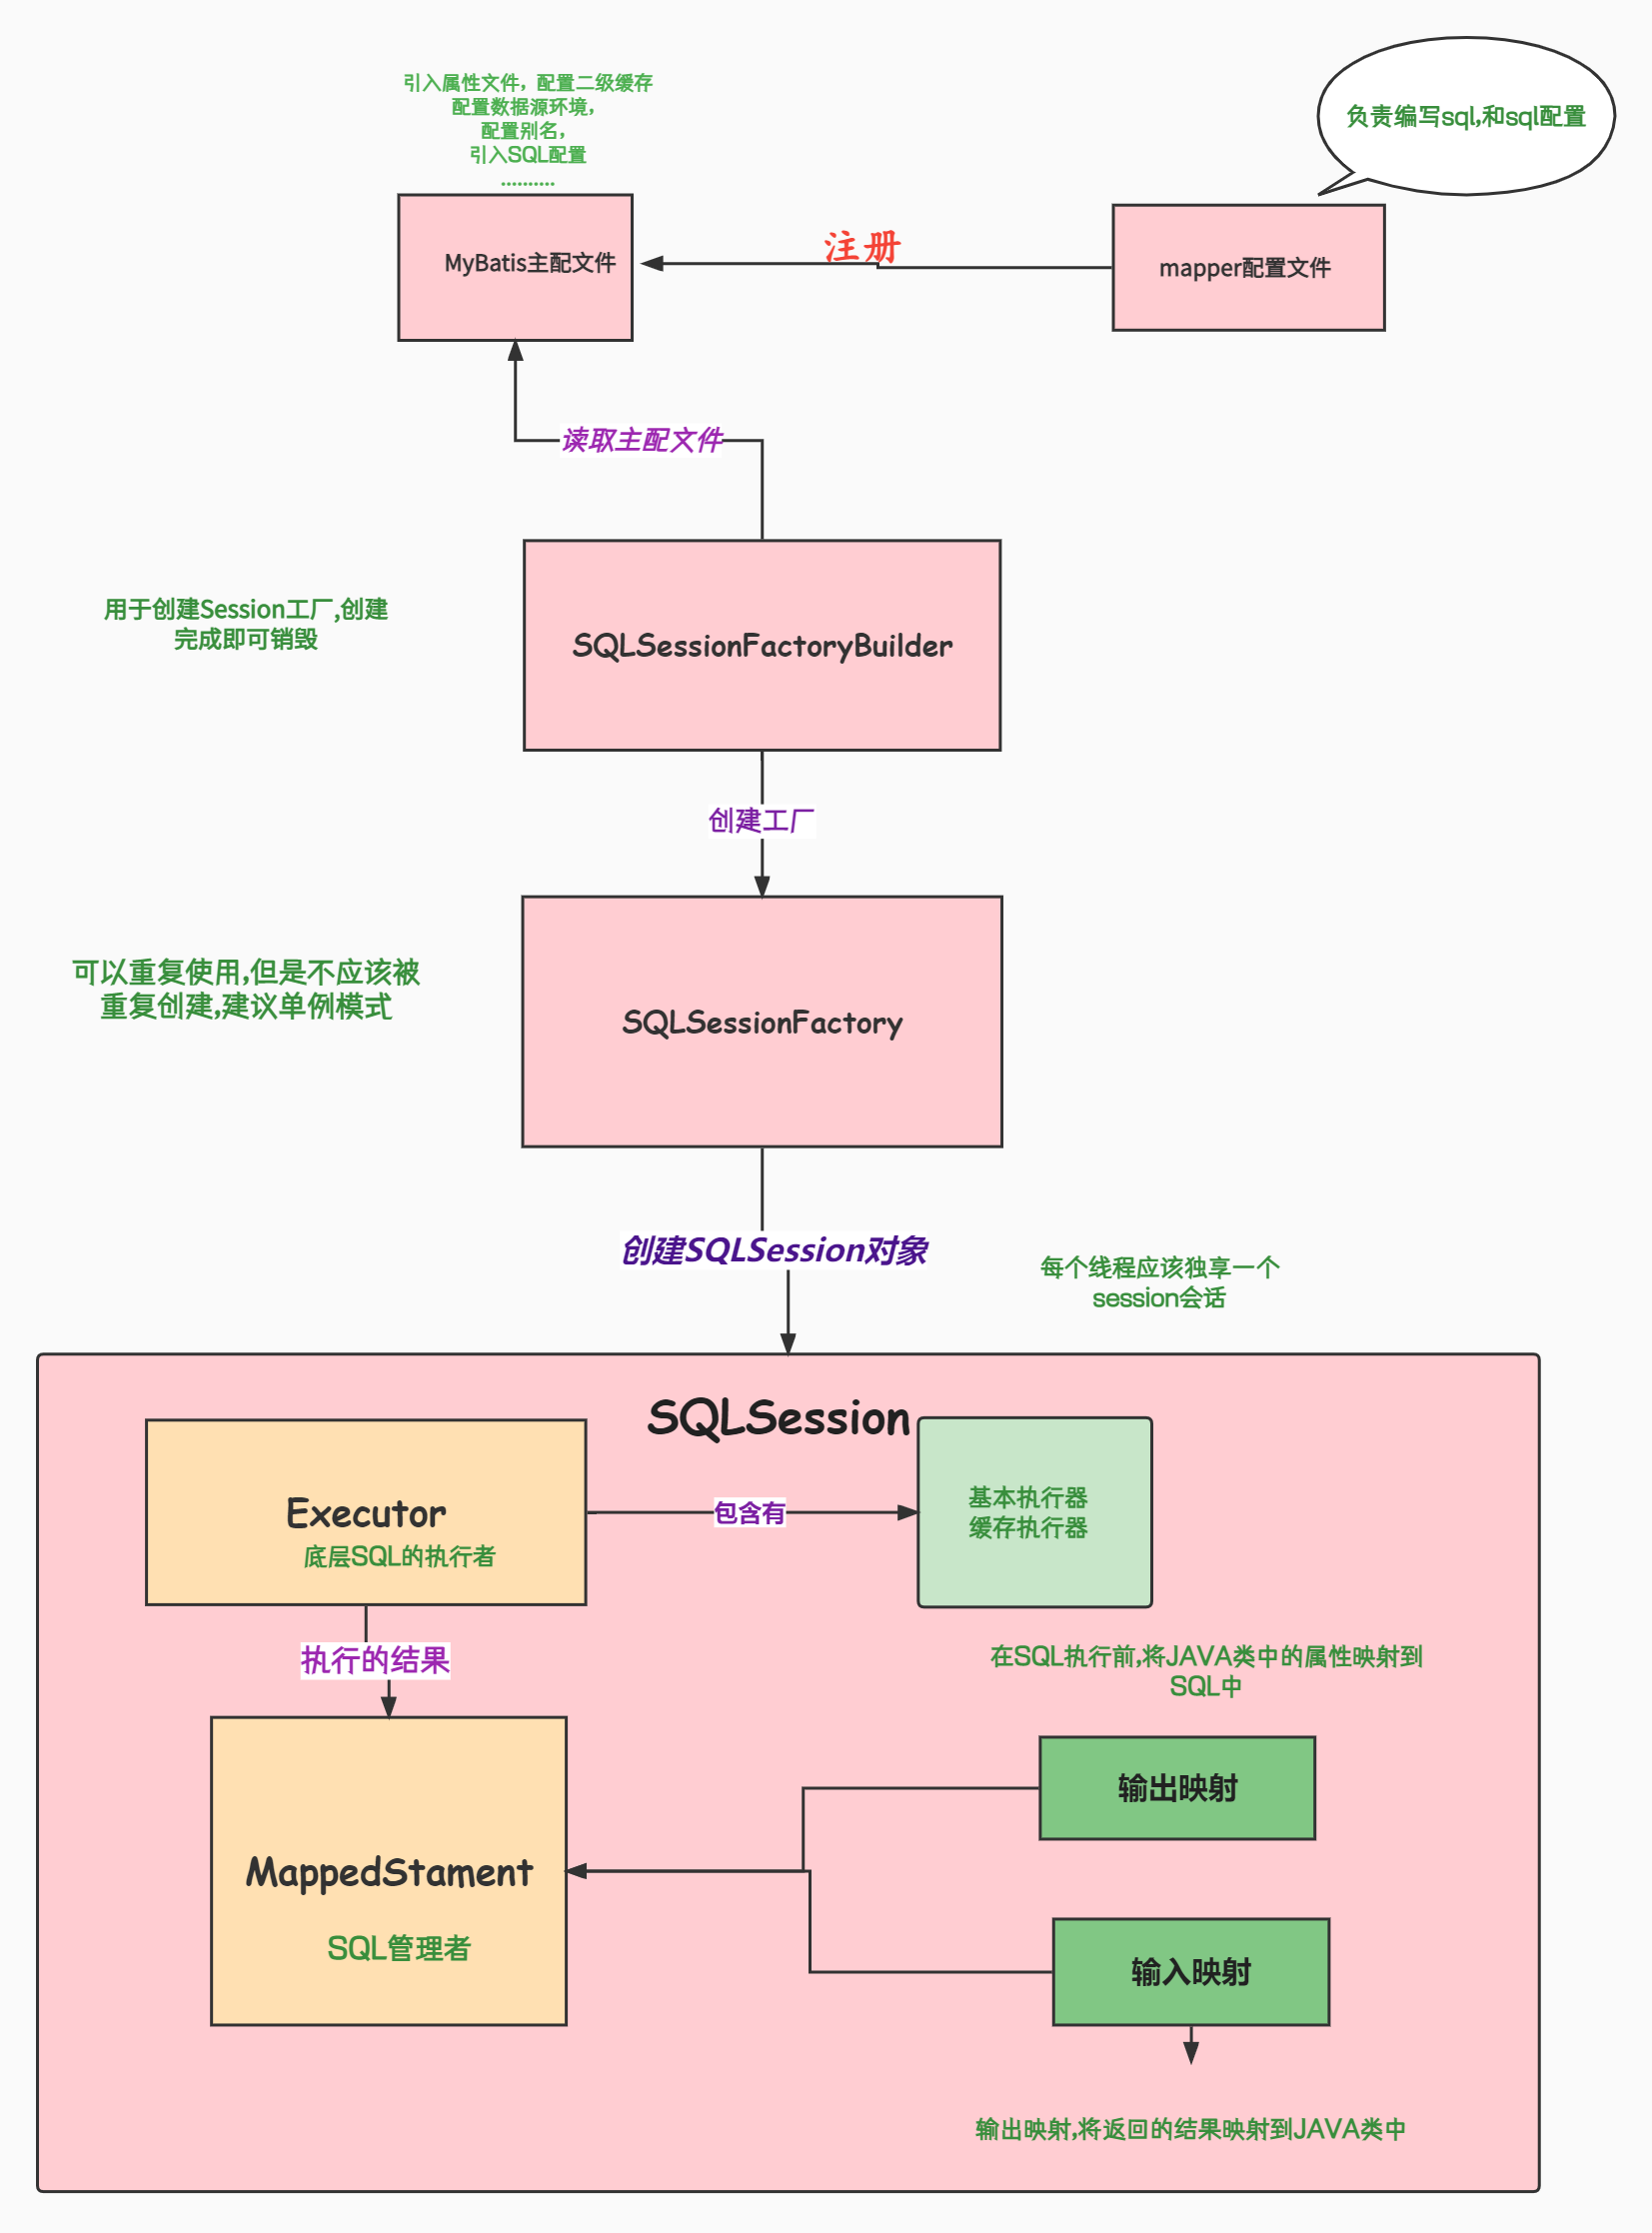 负责编写sql,和sql配置
引入属性文件，配置二级缓存
配置数据源环境，
配置别名，
引入SQL配置
..........
MyBatis主配文件
注册
mapper配置文件
读取主配文件
用于创建Session工厂,创建
完成即可销毁
SQLSessionFactoryBuilder
创建工厂
可以重复使用,但是不应该被
重复创建,建议单例模式
SQLSessionFactory
创建SQLSession对象
每个线程应该独享一个
session会话
SQLSession
Executor
底层SQL的执行者
包含有
基本执行器
缓存执行器
执行的结果
在SQL执行前,将JAVA类中的属性映射到
SQL中
输出映射
MappedStament
SQL管理者
输入映射
输出映射,将返回的结果映射到JAVA类中